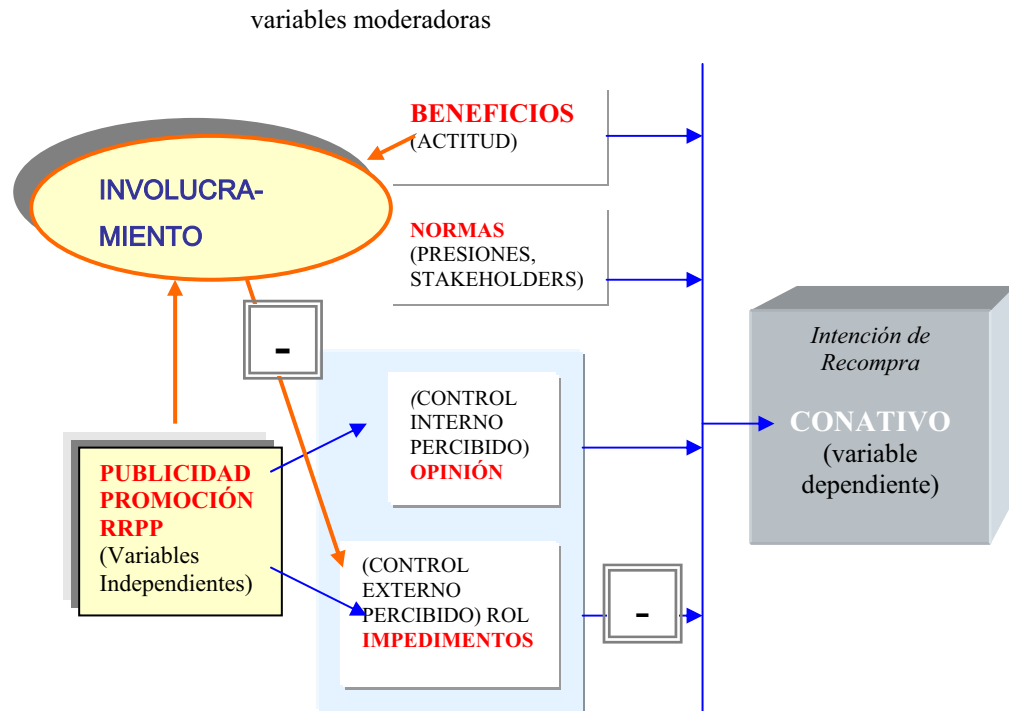 variables moderadoras
BENEFICIOS
(ACTITUD)
INVOLUCRA-
MIENTO
NORMAS
(PRESIONES,
STAKEHOLDERS)
-
Intención de
Recompra
CONATIVO
(variable
dependiente)
(CONTROL
INTERNO
PERCIBIDO)
OPINIÓN
PUBLICIDAD
PROMOCIÓN
RRPP
(Variables
Independientes)
(CONTROL
EXTERNO
PERCIBIDO) ROL
IMPEDIMENTOS
-